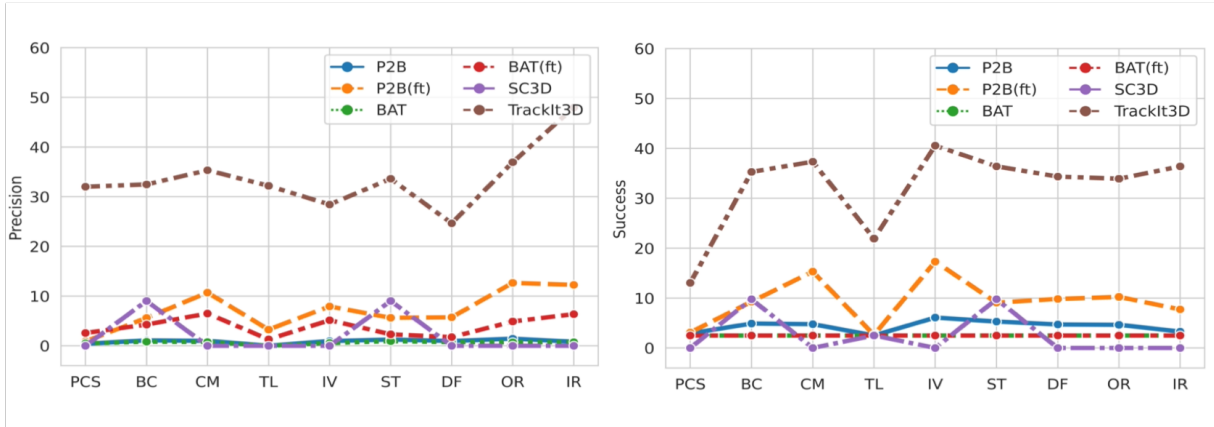 60
50
40
30
20
10
0
Precision
P2B
P2B(ft)
BAT
BAT(ft)
SC3D
TrackIt3D
PCS BC CM TL IV ST DF OR IR
60
50
40
30
20
10
0
Success
P2B
P2B(ft)
BAT
BAT(ft)
SC3D
TrackIt3D
PCS BC CM TL IV ST DF OR IR